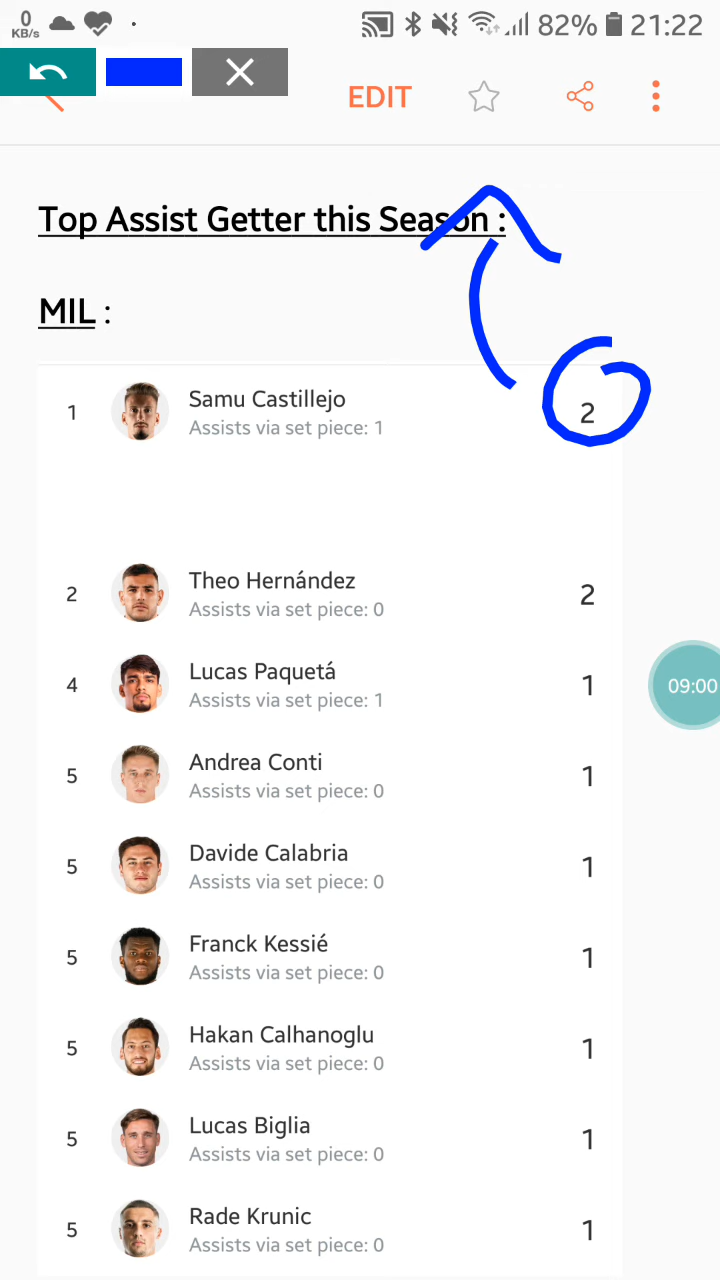 0
KB/s
82% 21:22
EDIT
Top Assist Getter this Season :
MIL :
1 Samu Castillejo 2
Assists via set piece: 1
2 Theo Hernández 2
Assists via set piece: 0
4 Lucas Paquetá 1
Assists via set piece: 1
09:00
5 Andrea Conti 1
Assists via set piece: 0
5 Davide Calabria 1
Assists via set piece: 0
5 Franck Kessié 1
Assists via set piece: 0
5 Hakan Calhanoglu 1
Assists via set piece: 0
5 Lucas Biglia 1
Assists via set piece: 0
5 Rade Krunic 1
Assists via set piece: 0